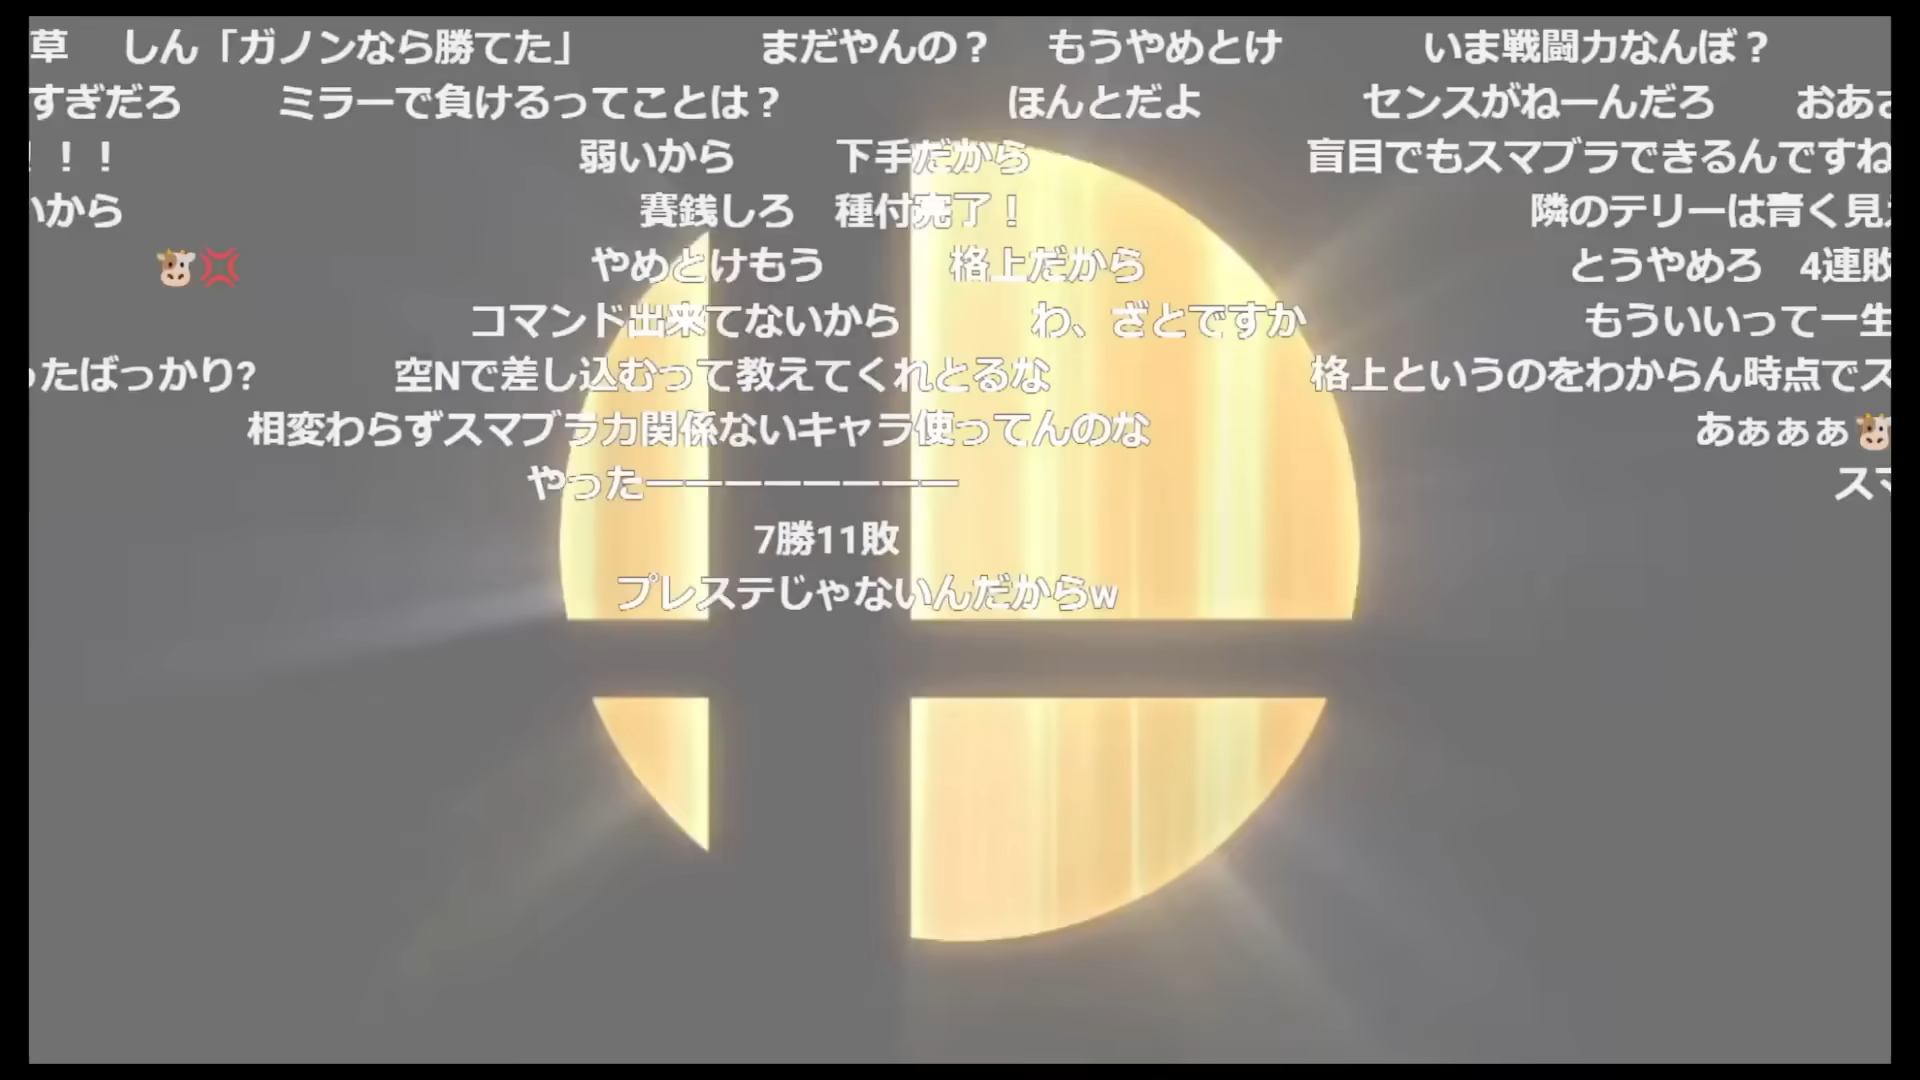 草 しん「ガノンなら勝てた」 まだやんの？ もうやめとけ いま戦闘力なんぼ？
すぎだろ ミラーで負けるってことは？ ほんとだよ センスがねーんだろ おあさ
！！！ 弱いから 下手だから 盲目でもスマブラできるんですね
いから 賽銭しろ 種付完了！ 隣のテリーは青く見え
🐮💢 やめとけもう 格上だから とうやめろ 4連敗
コマンド出来てないから わ、ざとですか もういいって一生
ったばっかり? 空Nで差し込むって教えてくれとるな 格上というのをわからん時点でス
相変わらずスマブラ力関係ないキャラ使ってんのな あぁぁぁ🐮
やったーーーーーーーー スマ
7勝11敗
プレステじゃないんだからw